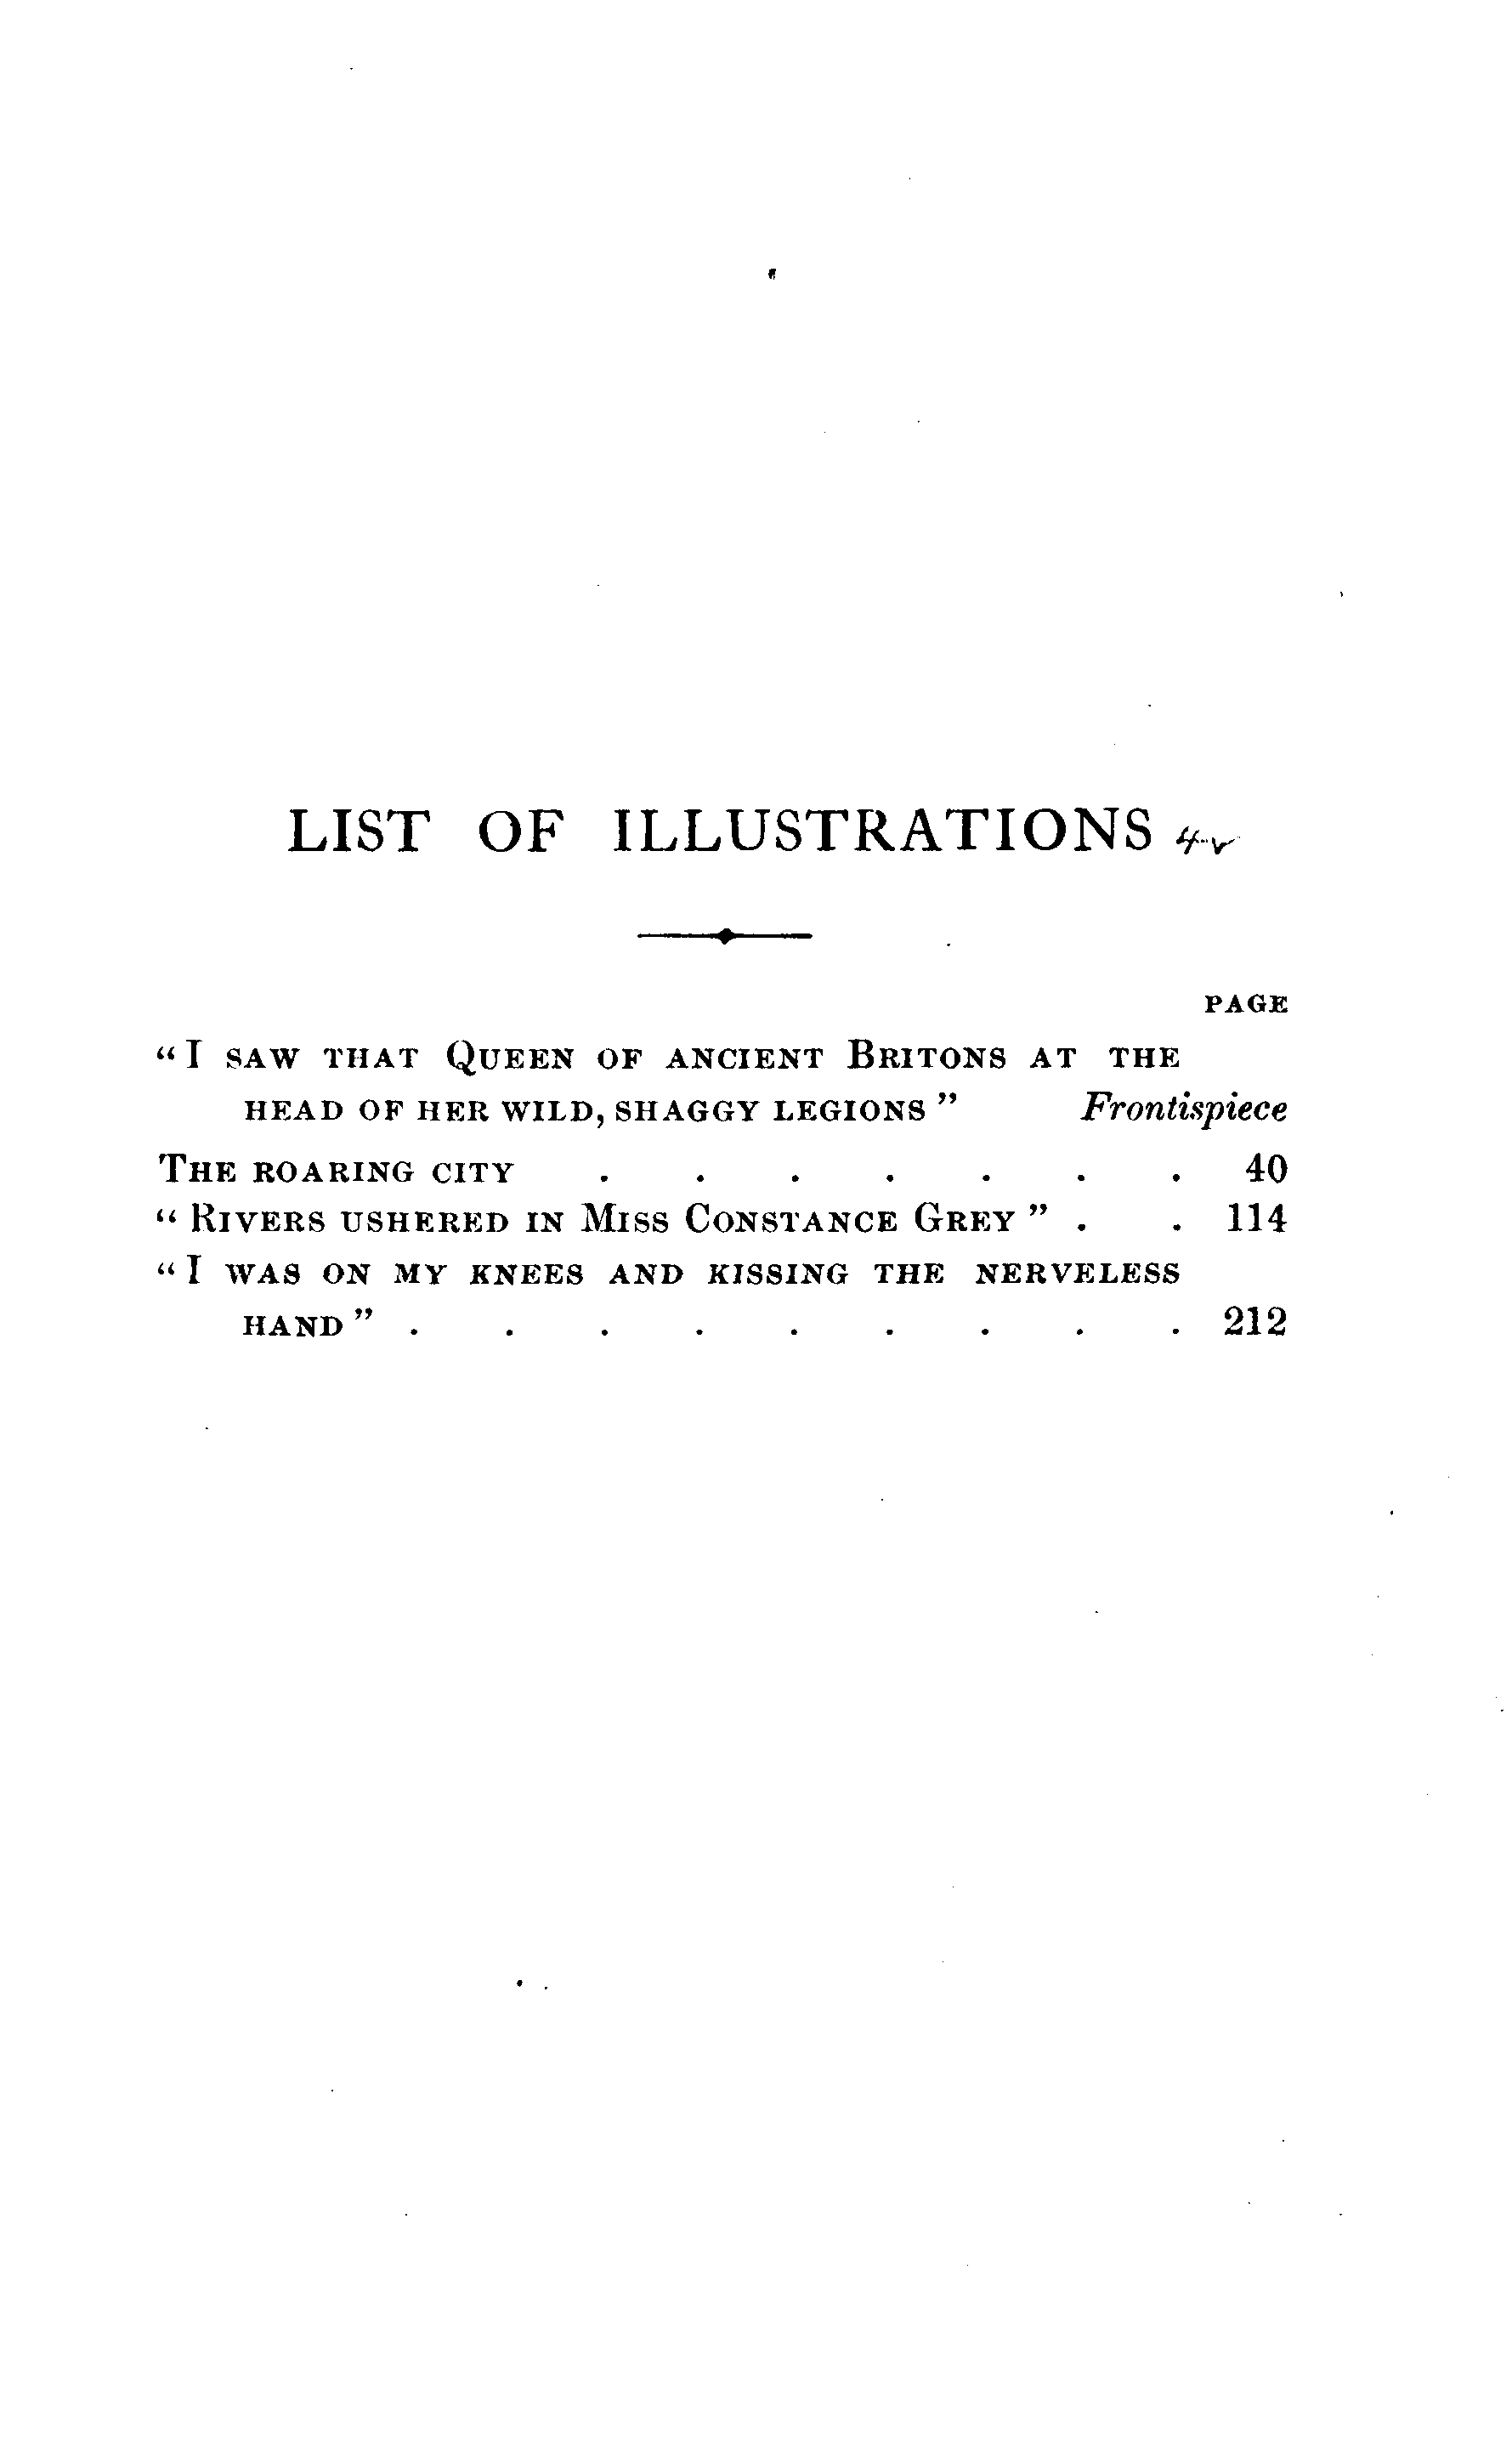 LIST OF ILLUSTRATIONS
PAGE
“I SAW THAT QUEEN OF ANCIENT BRITONS AT THE
HEAD OF HER WILD, SHAGGY LEGIONS” Frontispiece
THE ROARING CITY . . . . . . . 40
“RIVERS USHERED IN MISS CONSTANCE GREY” . . 114
“I WAS ON MY KNEES AND KISSING THE NERVELESS
HAND” . . . . . . . . . 212